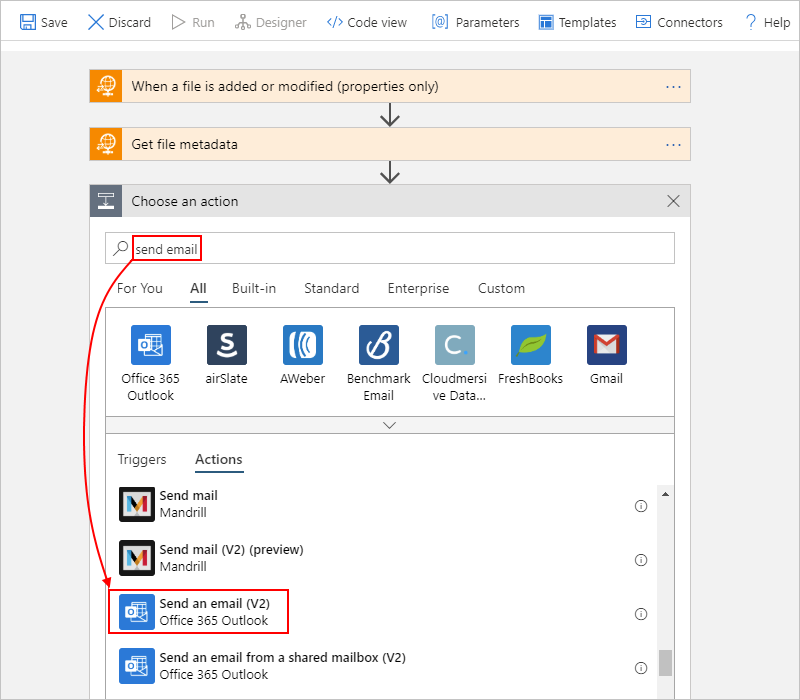 Save Discard Run Designer Code view Parameters Templates Connectors Help
When a file is added or modified (properties only)
Get file metadata
Choose an action
send email
For You All Built-in Standard Enterprise Custom
Office 365 airSlate AWeber Benchmark Cloudmersi FreshBooks Gmail
Outlook Email ve Data...
Triggers Actions
Send mail
Mandrill
Send mail (V2) (preview)
Mandrill
Send an email (V2)
Office 365 Outlook
Send an email from a shared mailbox (V2)
Office 365 Outlook